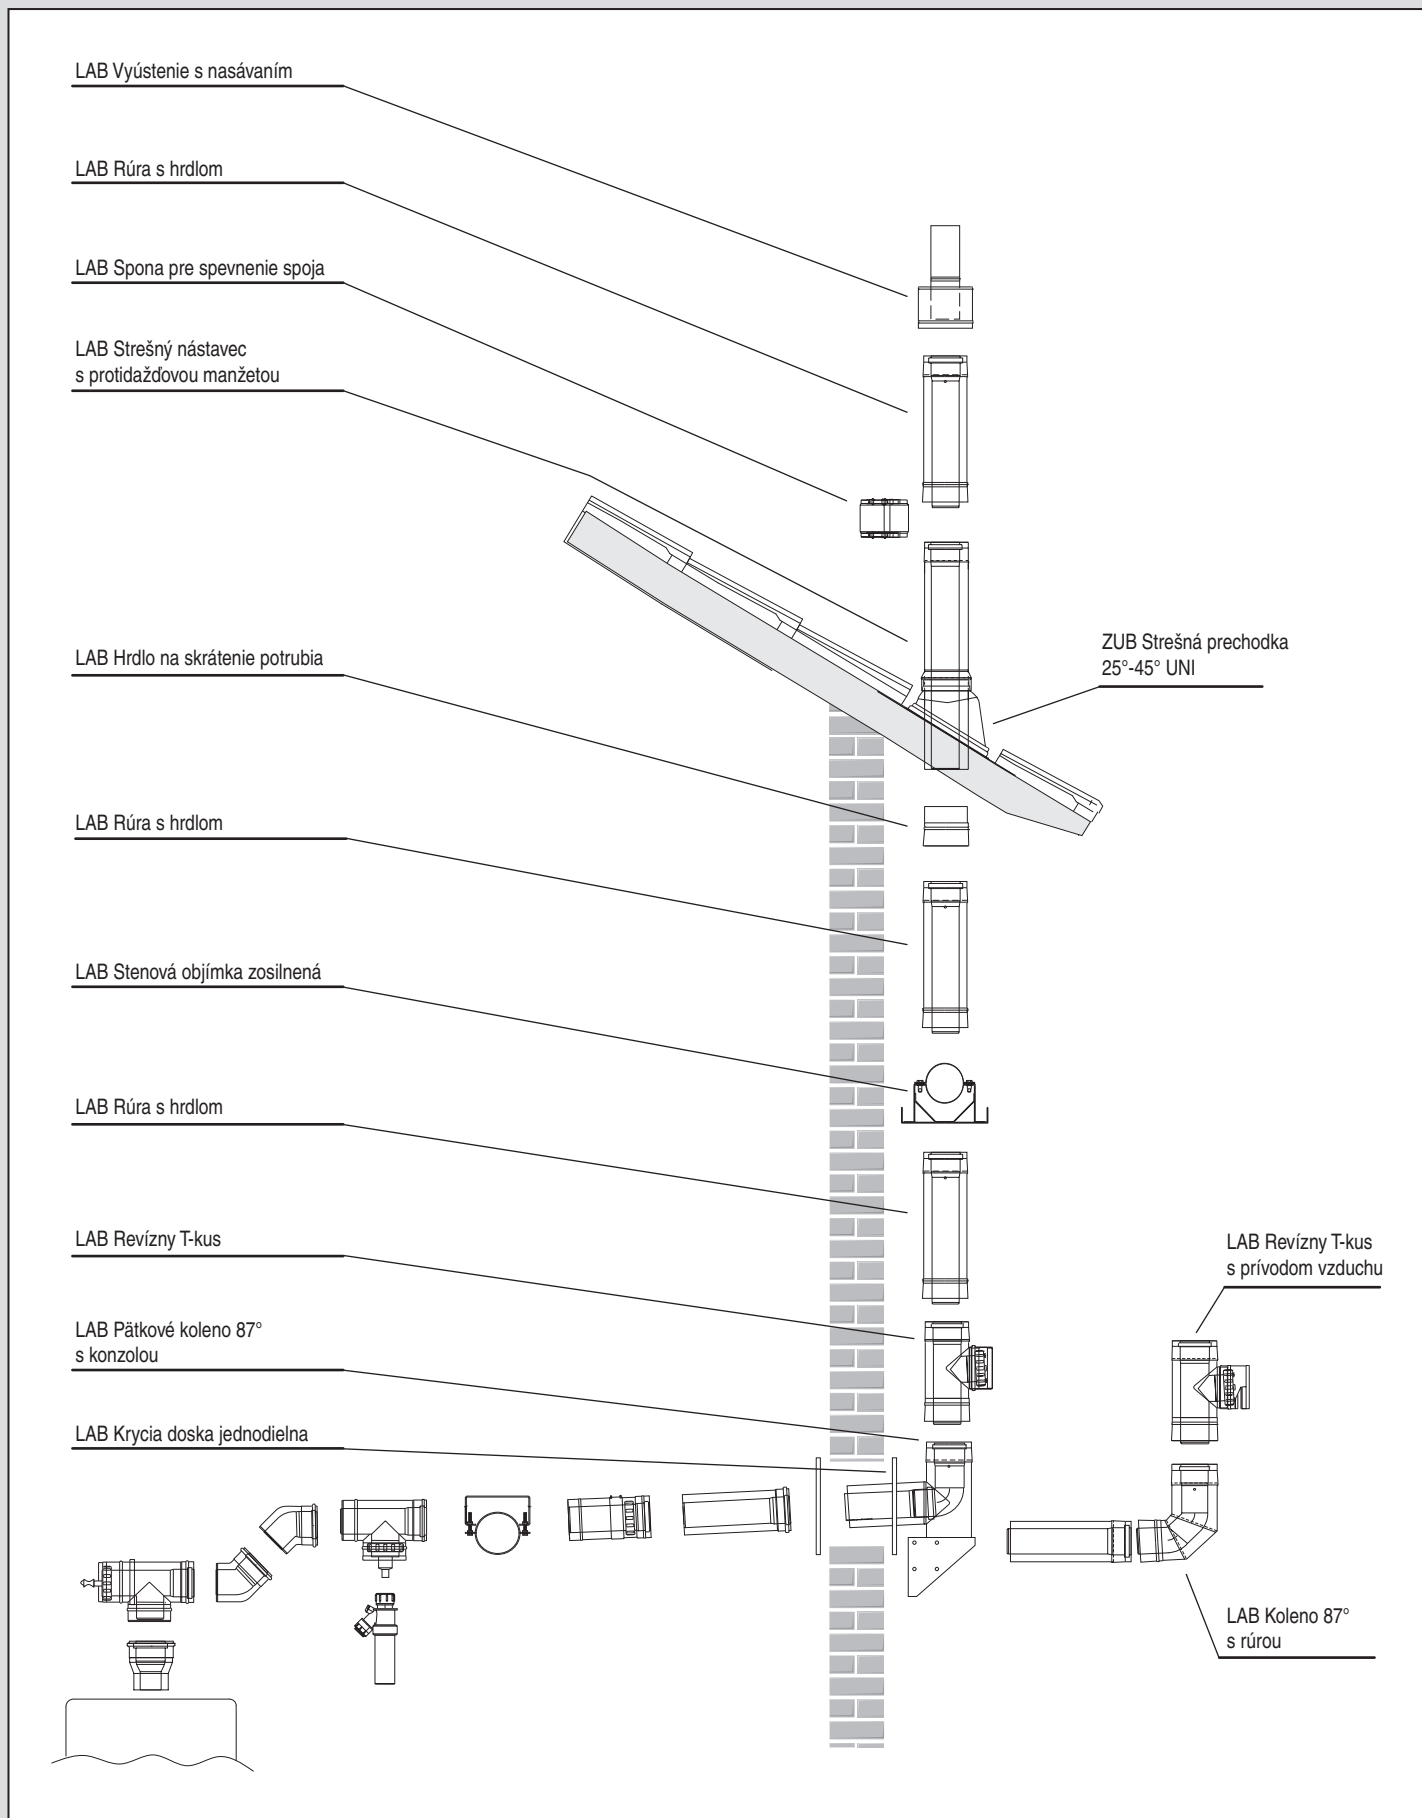 LAB Vyústenie s nasávaním
LAB Rúra s hrdlom
LAB Spona pre spevnenie spoja
LAB Strešný nástavec
s protidažďovou manžetou
ZUB Strešná prechodka
25°-45° UNI
LAB Hrdlo na skrátenie potrubia
LAB Rúra s hrdlom
LAB Stenová objímka zosilnená
LAB Rúra s hrdlom
LAB Revízny T-kus
LAB Revízny T-kus
s prívodom vzduchu
LAB Pätkové koleno 87°
s konzolou
LAB Krycia doska jednodielna
LAB Koleno 87°
s rúrou